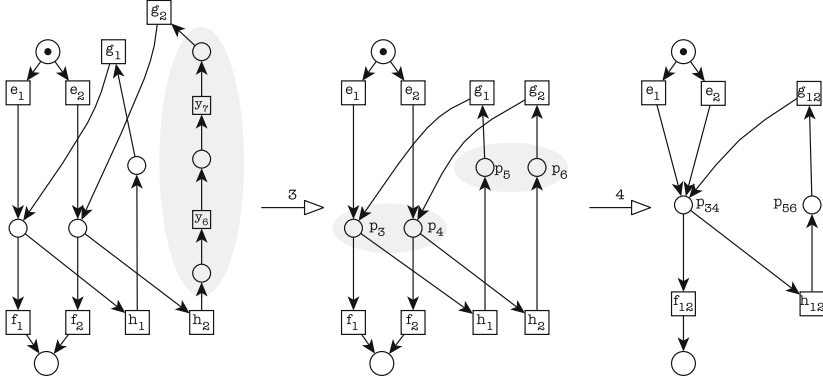 g2
g1
e1 e2
y7
y6
f1 f2 h1 h2
3
e1 e2 g1 g2
p5 p6
p3 p4
f1 f2 h1 h2
4
e1 e2 g12
p34 p56
f12 h12